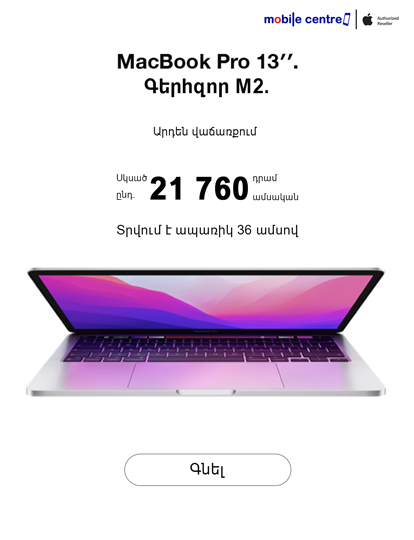 mobile centre
Authorized
Reseller
MacBook Pro 13′′.
Գերհզոր M2.
Արդեն վաճառքում
Սկսած 21 760 դրամ
ընդ. ամսական
Տրվում է ապառիկ 36 ամսով
Գնել